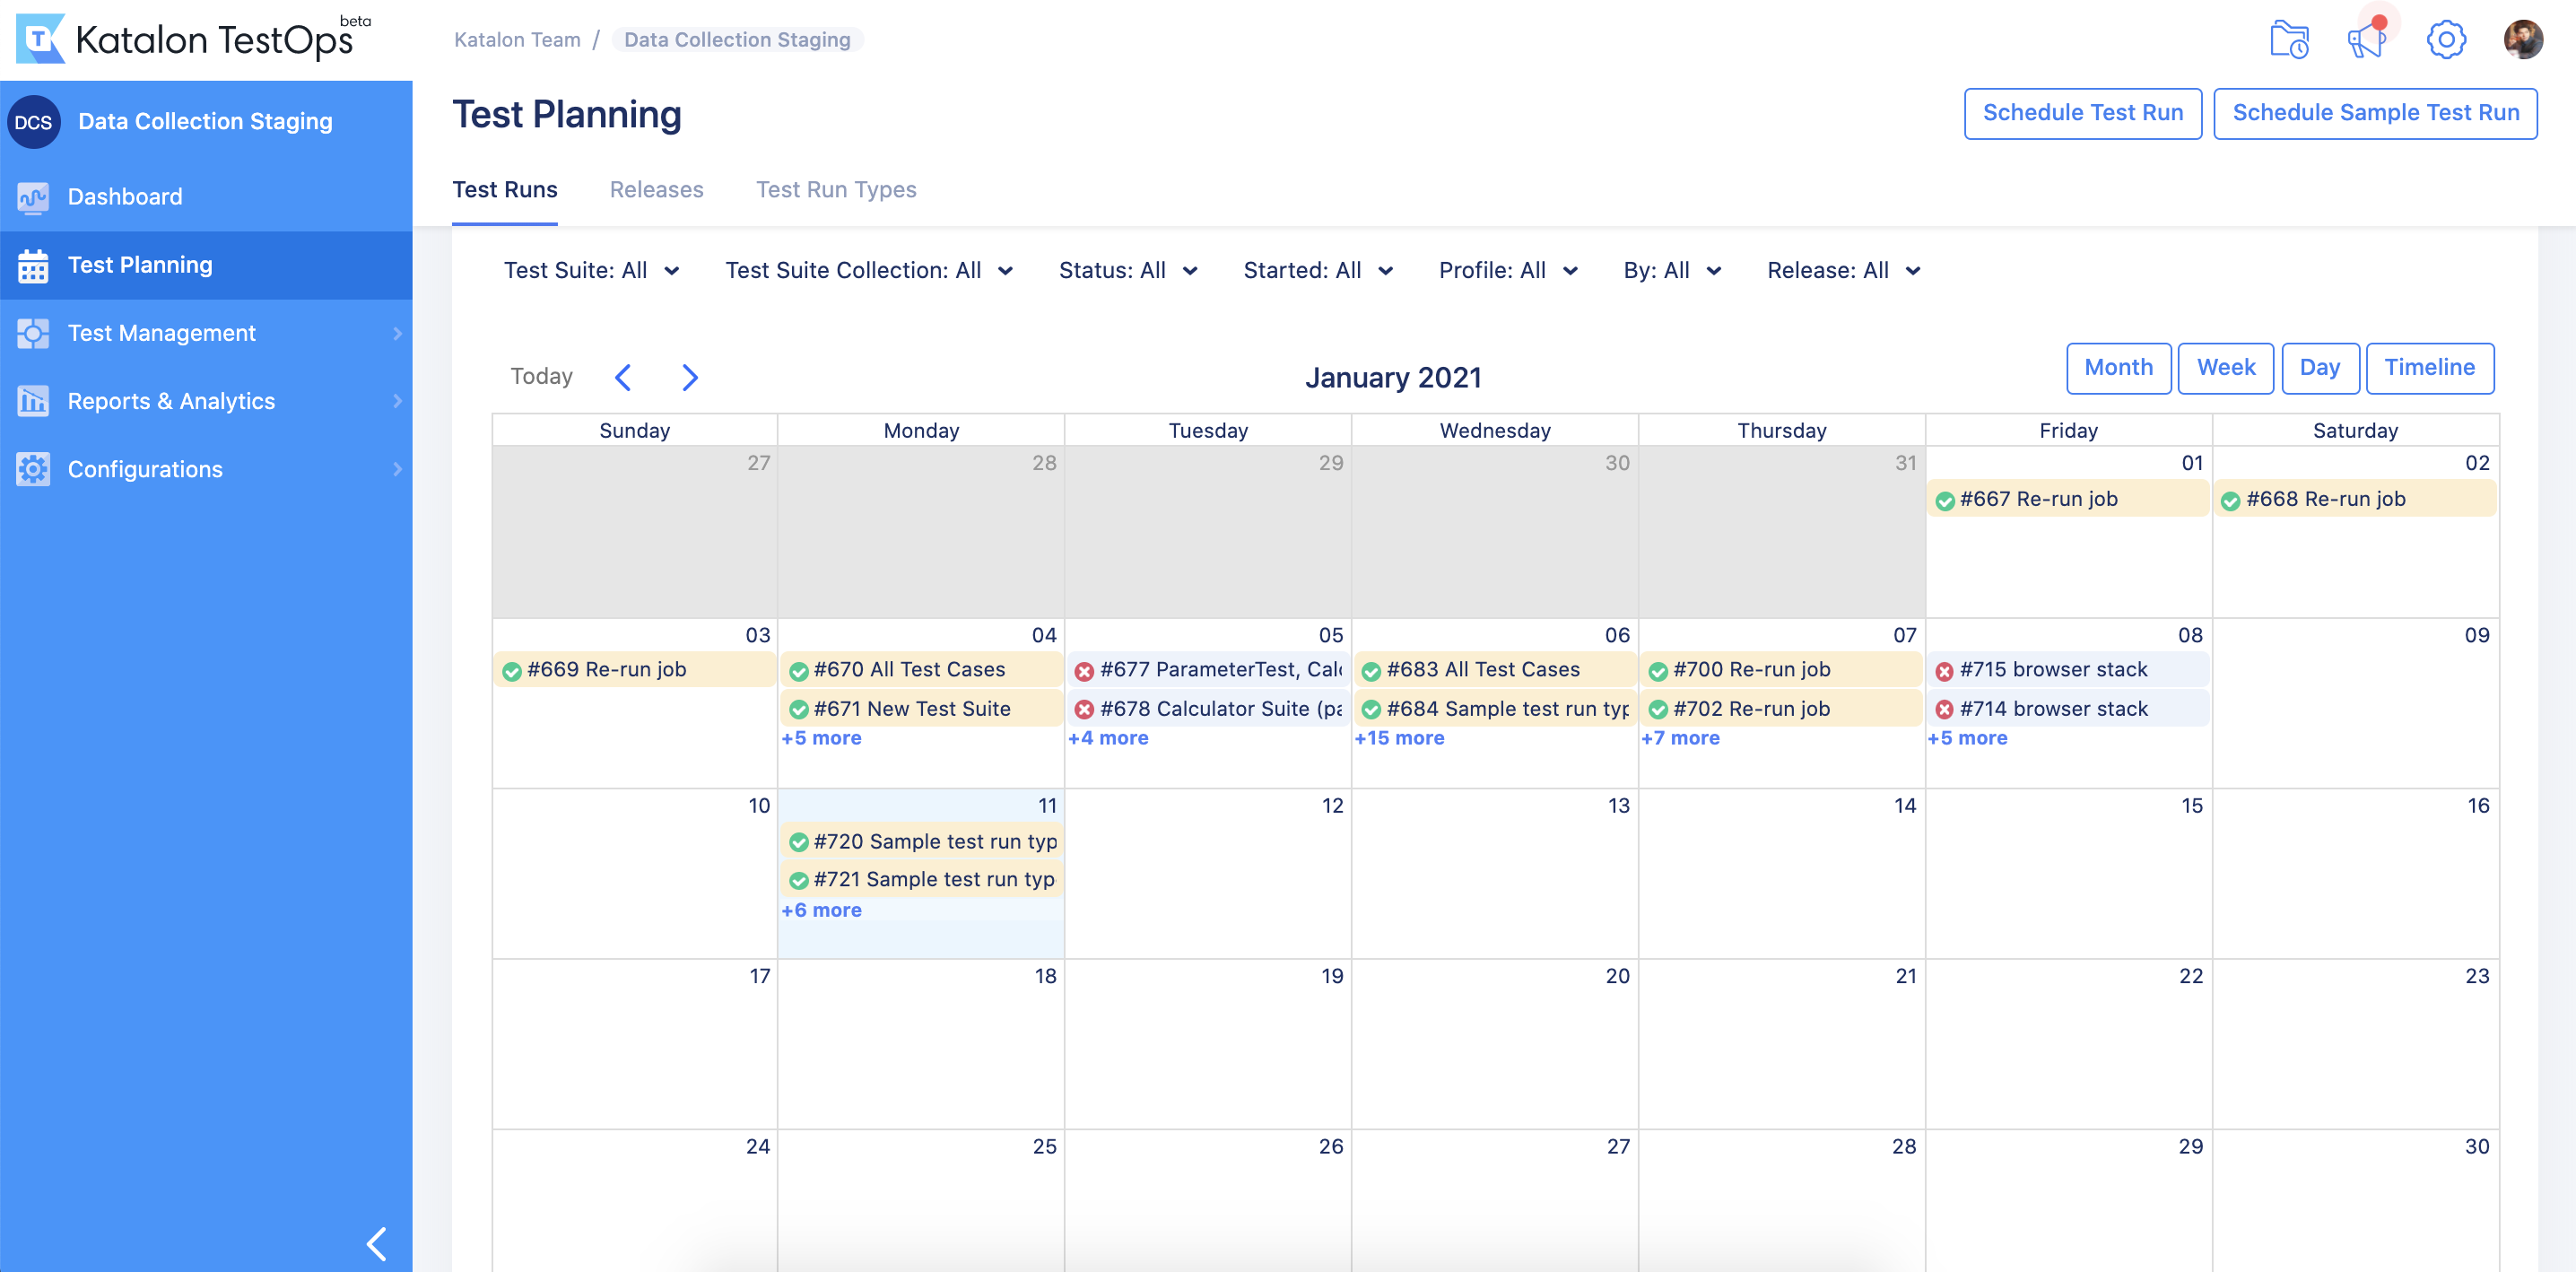 Katalon TestOps beta
Katalon Team / Data Collection Staging
DCS Data Collection Staging
Dashboard
Test Planning
Test Management
Reports & Analytics
Configurations
Test Planning
Schedule Test Run
Schedule Sample Test Run
Test Runs Releases Test Run Types
Test Suite: All Test Suite Collection: All Status: All Started: All Profile: All By: All Release: All
Today
January 2021
Month Week Day Timeline
Sunday Monday Tuesday Wednesday Thursday Friday Saturday
27 28 29 30 31 01 02
#667 Re-run job #668 Re-run job
03 04 05 06 07 08 09
#669 Re-run job #670 All Test Cases #677 ParameterTest, Calc #683 All Test Cases #700 Re-run job #715 browser stack
#671 New Test Suite #678 Calculator Suite (pa #684 Sample test run typ #702 Re-run job #714 browser stack
+5 more +4 more +15 more +7 more +5 more
10 11 12 13 14 15 16
#720 Sample test run typ
#721 Sample test run typ
+6 more
17 18 19 20 21 22 23
24 25 26 27 28 29 30